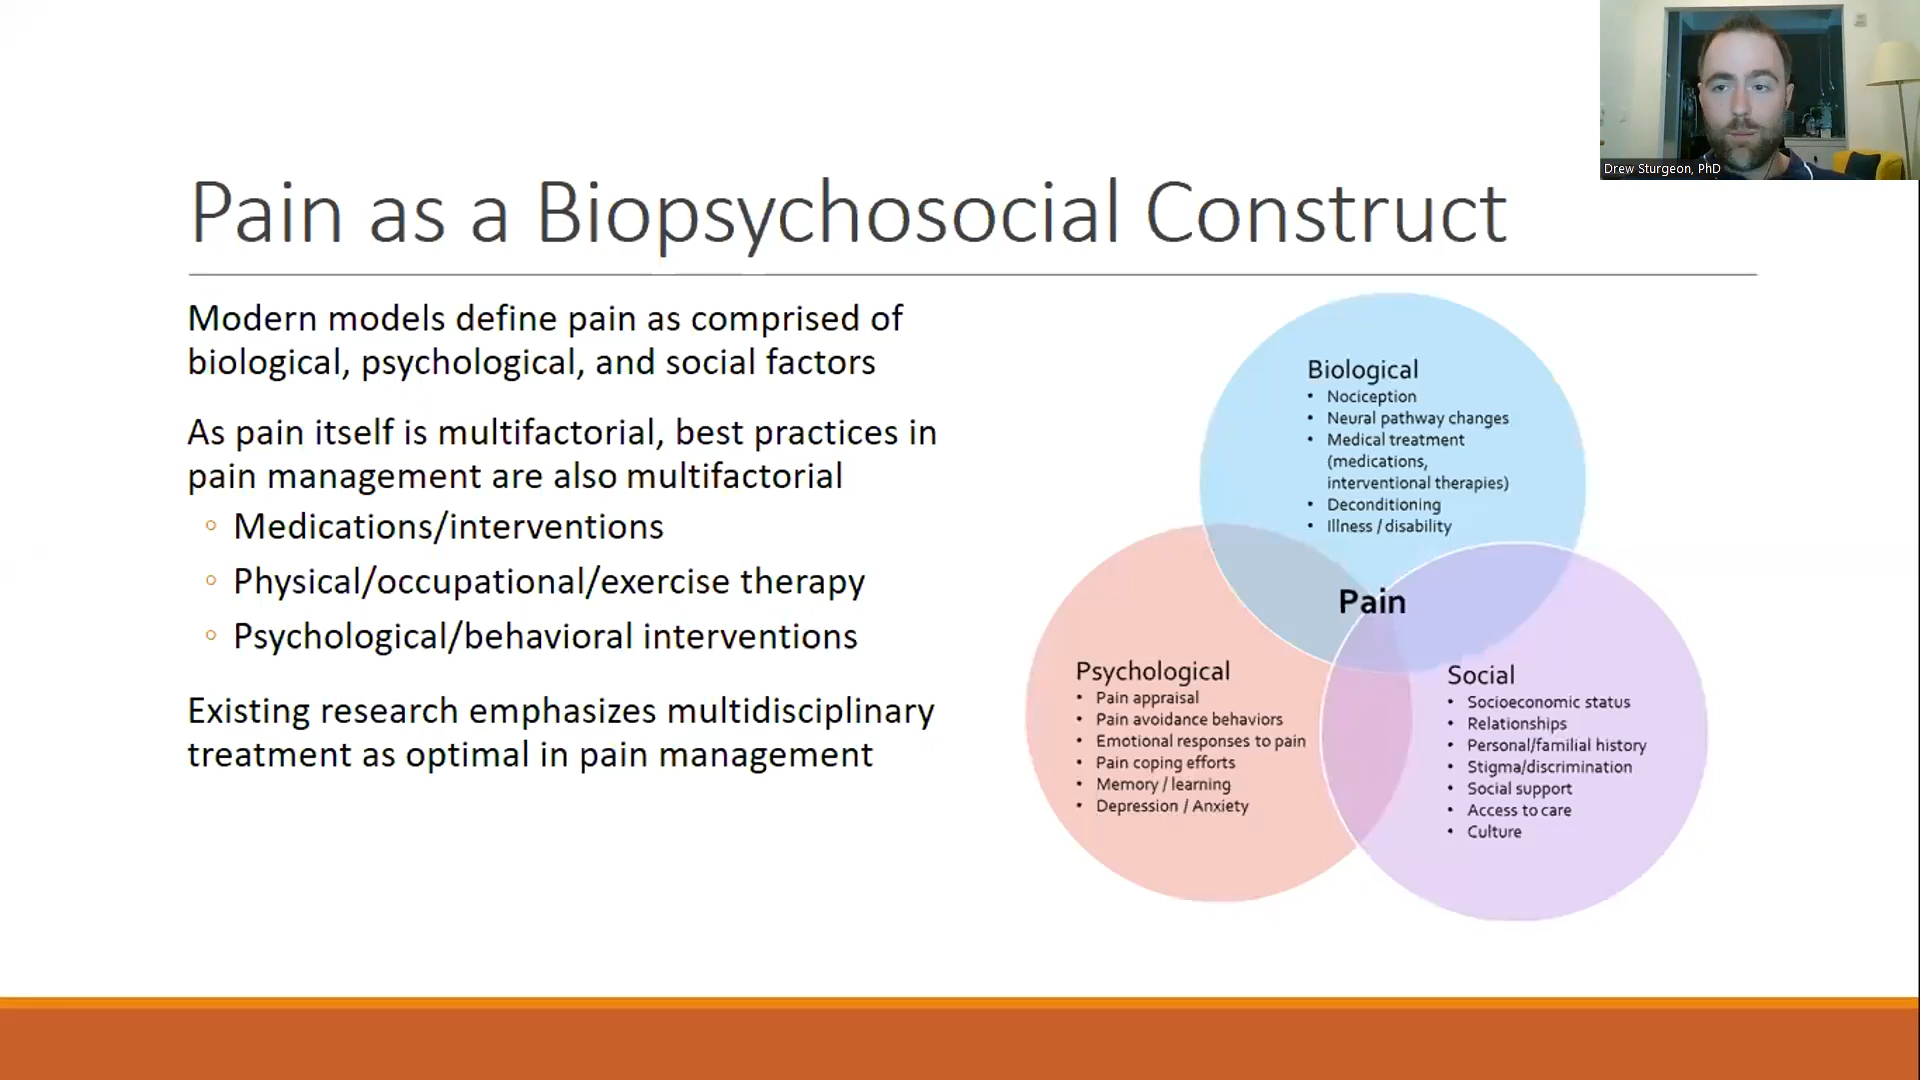 Drew Sturgeon, PhD
Pain as a Biopsychosocial Construct
Modern models define pain as comprised of
biological, psychological, and social factors
As pain itself is multifactorial, best practices in
pain management are also multifactorial
◦ Medications/interventions
◦ Physical/occupational/exercise therapy
◦ Psychological/behavioral interventions
Existing research emphasizes multidisciplinary
treatment as optimal in pain management
Biological
• Nociception
• Neural pathway changes
• Medical treatment
(medications,
interventional therapies)
• Deconditioning
• Illness / disability
Pain
Psychological
• Pain appraisal
• Pain avoidance behaviors
• Emotional responses to pain
• Pain coping efforts
• Memory / learning
• Depression / Anxiety
Social
• Socioeconomic status
• Relationships
• Personal/familial history
• Stigma/discrimination
• Social support
• Access to care
• Culture